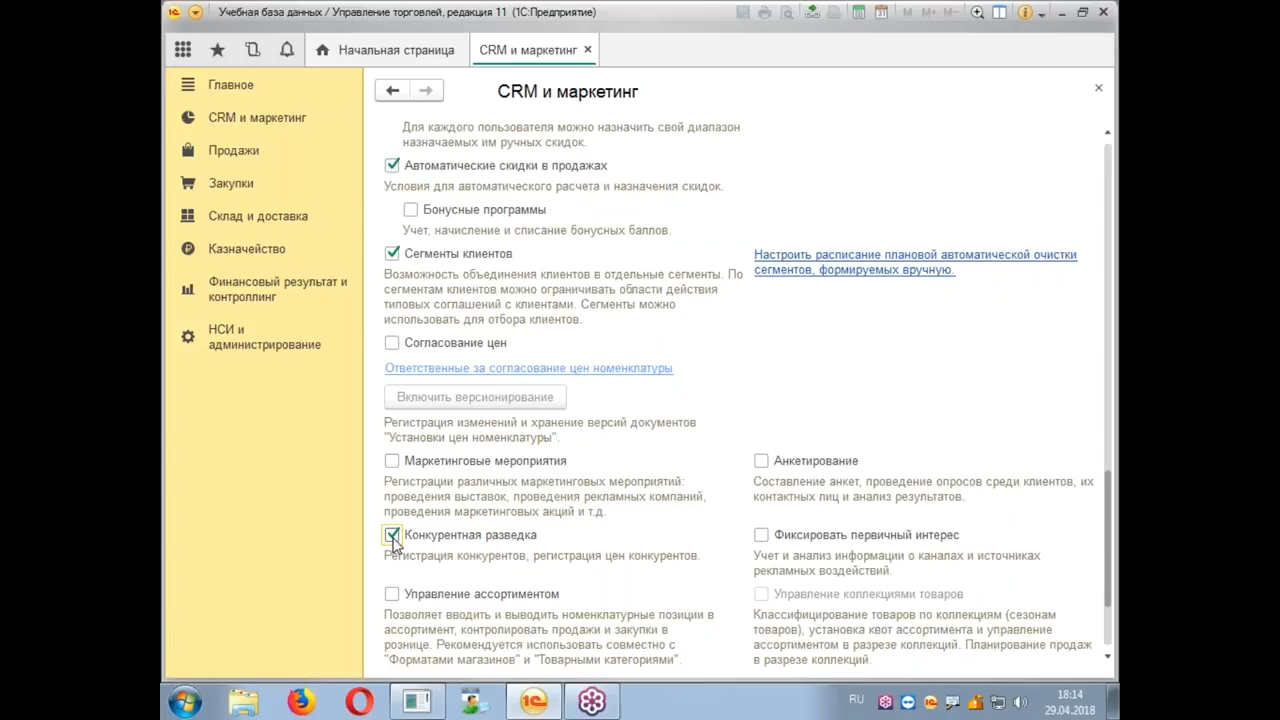 Учебная база данных / Управление торговлей, редакция 11 (1С:Предприятие)
M M+ M-
Начальная страница
CRM и маркетинг ×
Главное
CRM и маркетинг
Продажи
Закупки
Склад и доставка
Казначейство
Финансовый результат и
контроллинг
НСИ и
администрирование
CRM и маркетинг
Для каждого пользователя можно назначить свой диапазон
назначаемых им ручных скидок.
Автоматические скидки в продажах
Условия для автоматического расчета и назначения скидок.
Бонусные программы
Учет, начисление и списание бонусных баллов.
Сегменты клиентов
Настроить расписание плановой автоматической очистки
сегментов, формируемых вручную.
Возможность объединения клиентов в отдельные сегменты. По
сегментам клиентов можно ограничивать области действия
типовых соглашений с клиентами. Сегменты можно
использовать для отбора клиентов.
Согласование цен
Ответственные за согласование цен номенклатуры
Включить версионирование
Регистрация изменений и хранение версий документов
"Установки цен номенклатуры".
Маркетинговые мероприятия
Регистрации различных маркетинговых мероприятий:
проведения выставок, проведения рекламных компаний,
проведения маркетинговых акций и т.д.
Анкетирование
Составление анкет, проведение опросов среди клиентов, их
контактных лиц и анализ результатов.
Конкурентная разведка
Регистрация конкурентов, регистрация цен конкурентов.
Фиксировать первичный интерес
Учет и анализ информации о каналах и источниках
рекламных воздействий.
Управление ассортиментом
Позволяет вводить и выводить номенклатурные позиции в
ассортимент, контролировать продажи и закупки в
рознице. Рекомендуется использовать совместно с
"Форматами магазинов" и "Товарными категориями".
Управление коллекциями товаров
Классифицирование товаров по коллекциям (сезонам
товаров), установка квот ассортимента и управление
ассортиментом в разрезе коллекций. Планирование продаж
в разрезе коллекций.
RU
18:14
29.04.2018